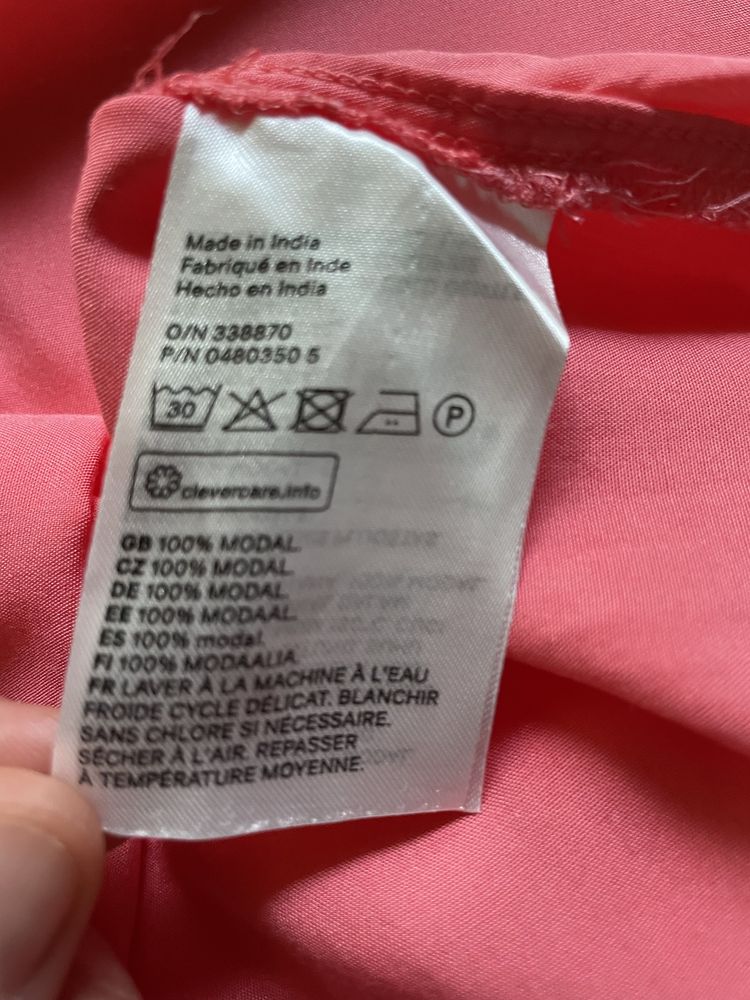 Made in India
Fabriqué en Inde
Hecho en India
O/N 338870
P/N 0480350 5
30 P
clevercare.info
GB 100% MODAL
CZ 100% MODAL
DE 100% MODAL
EE 100% MODAAL
ES 100% modal
FI 100% MODAALIA
FR LAVER À LA MACHINE À L'EAU
FROIDE CYCLE DÉLICAT. BLANCHIR
SANS CHLORE SI NÉCESSAIRE.
SÉCHER À L'AIR. REPASSER
À TEMPÉRATURE MOYENNE.